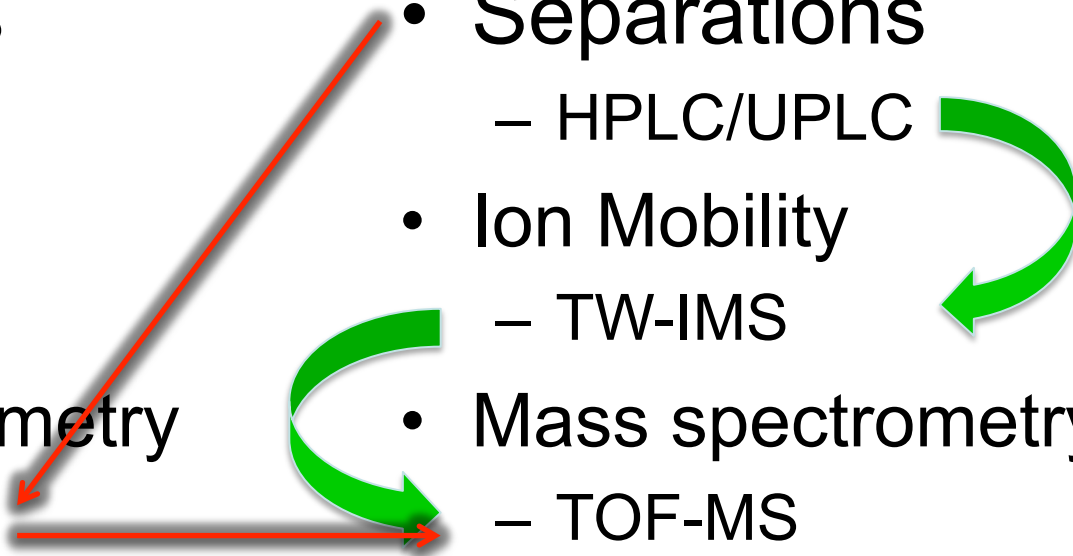 • Separations
– HPLC/UPLC
• Ion Mobility
– TW-IMS
metry • Mass spectrometry
– TOF-MS